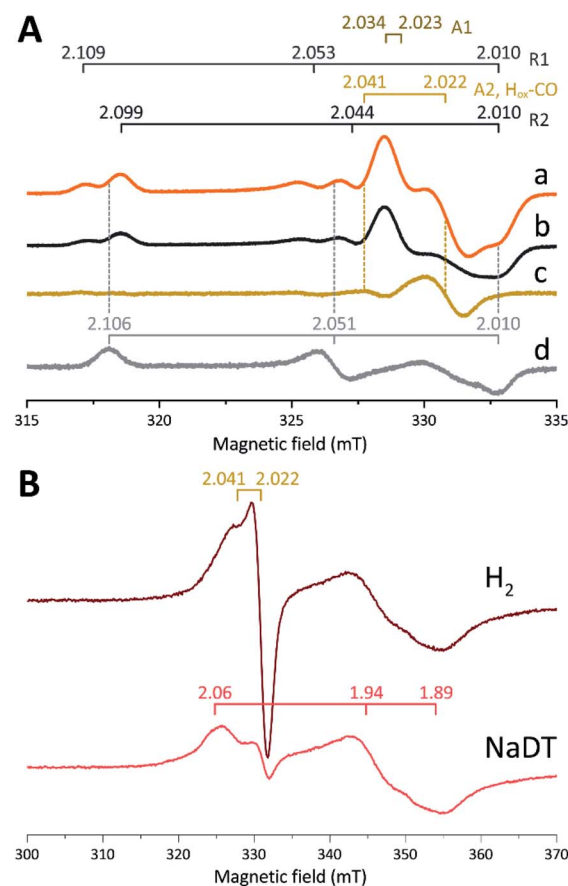 A
2.034 2.023 A1
2.109 2.053 2.010 R1
2.041 2.022 A2, Hₒₓ-CO
2.099 2.044 2.010 R2
a
b
c
2.106 2.051 2.010
d
315 320 325 330 335
Magnetic field (mT)
B
2.041 2.022
H₂
2.06 1.94 1.89
NaDT
300 310 320 330 340 350 360 370
Magnetic field (mT)